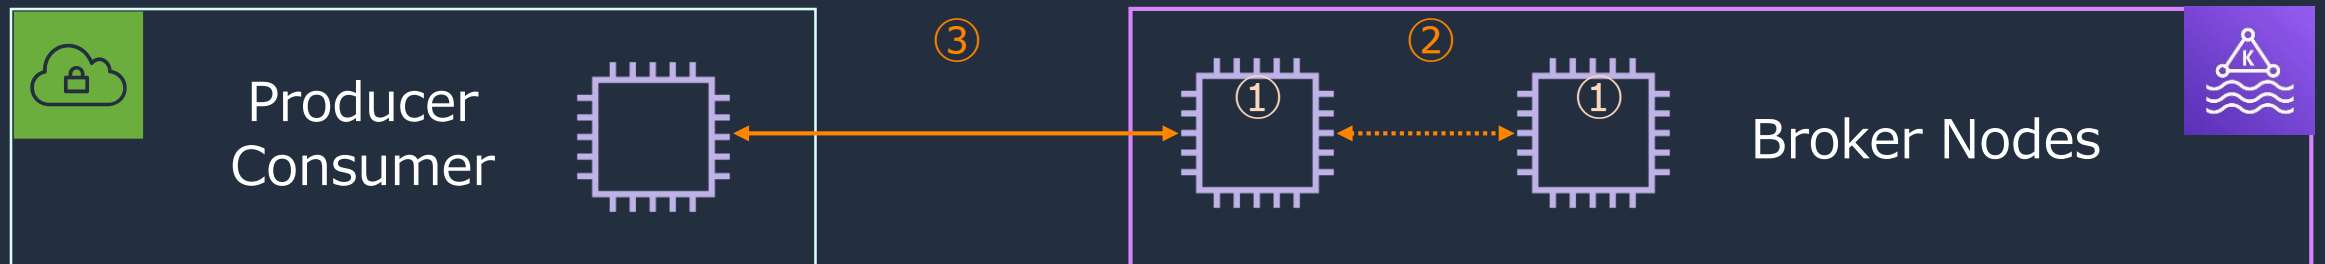 Producer
Consumer
③
②
①
①
K
Broker Nodes